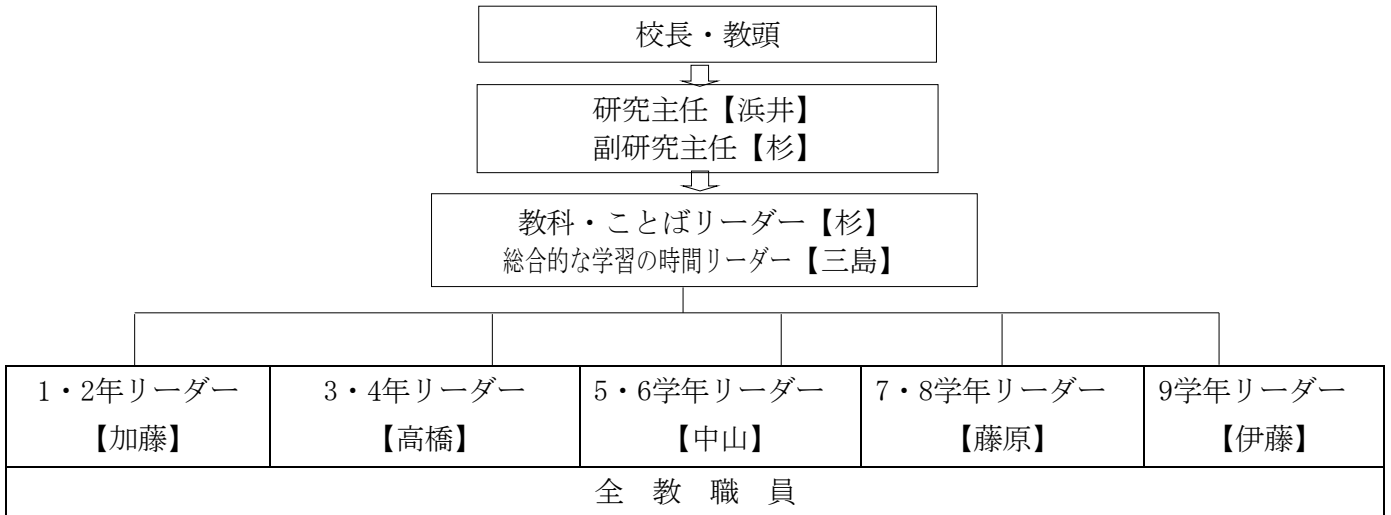 校長・教頭
研究主任【浜井】
副研究主任【杉】
教科・ことばリーダー【杉】
総合的な学習の時間リーダー【三島】
1・2年リーダー
【加藤】
3・4年リーダー
【高橋】
5・6学年リーダー
【中山】
7・8学年リーダー
【藤原】
9学年リーダー
【伊藤】
全 教 職 員